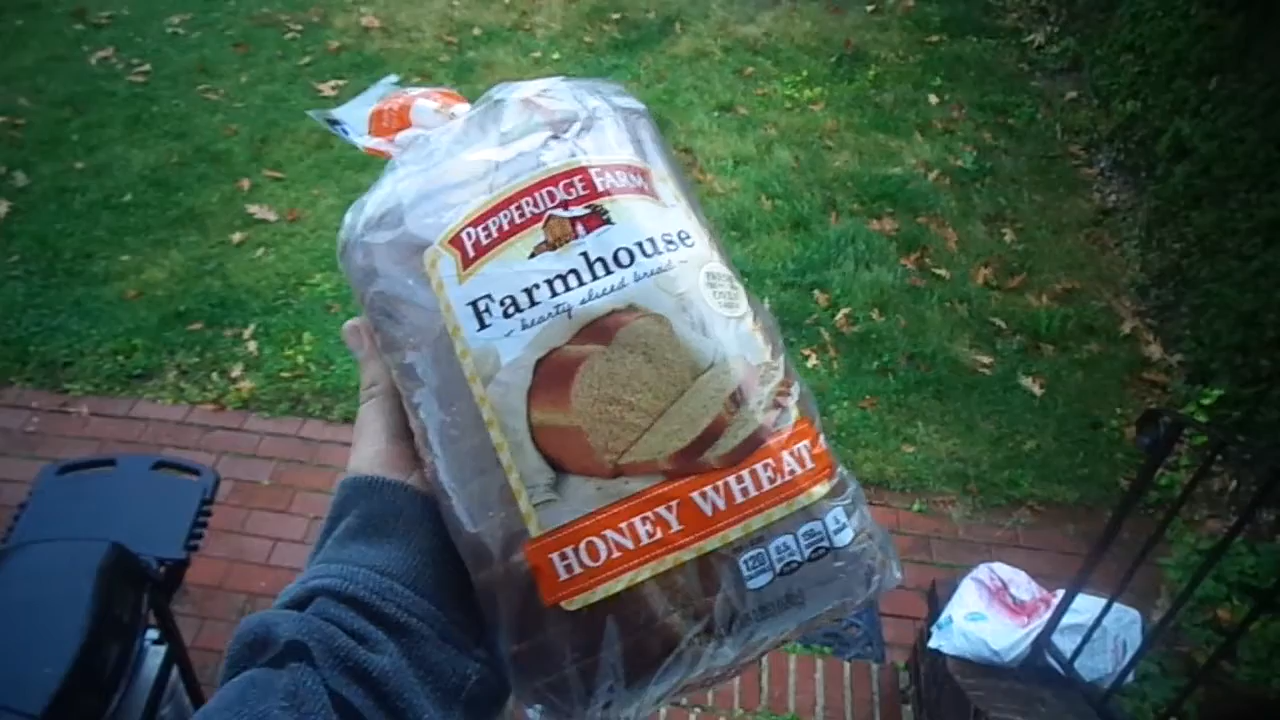 PEPPERIDGE FARM
Farmhouse
hearty sliced bread
HONEY WHEAT
120